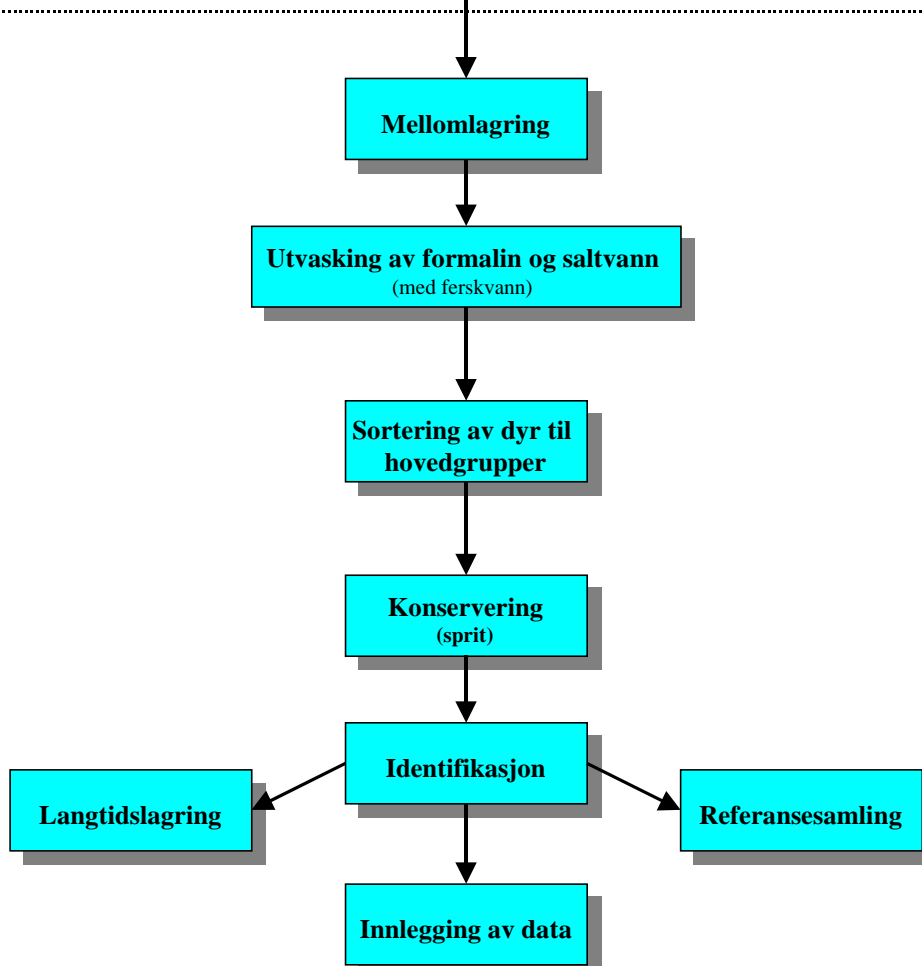 Mellomlagring
Utvasking av formalin og saltvann
(med ferskvann)
Sortering av dyr til
hovedgrupper
Konservering
(sprit)
Identifikasjon
Langtidslagring
Referansesamling
Innlegging av data